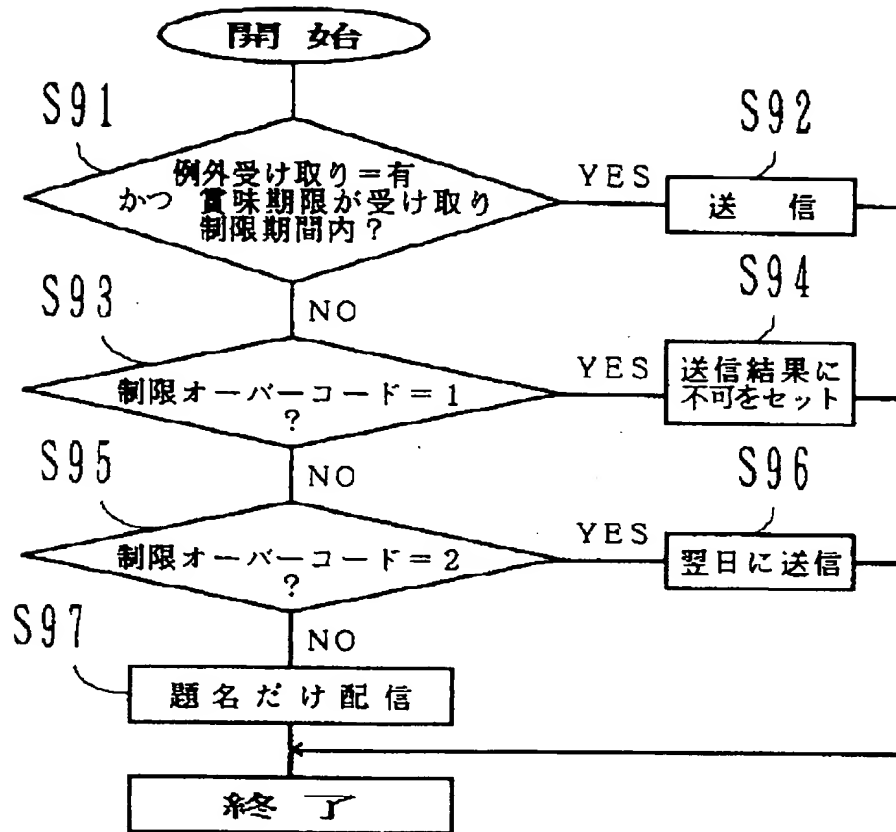 開始
S91
例外受け取り＝有
かつ 賞味期限が受け取り
制限期間内？
YES
S92
送信
NO
S93
制限オーバーコード＝1
？
YES
S94
送信結果に
不可をセット
NO
S95
制限オーバーコード＝2
？
YES
S96
翌日に送信
NO
S97
題名だけ配信
終了